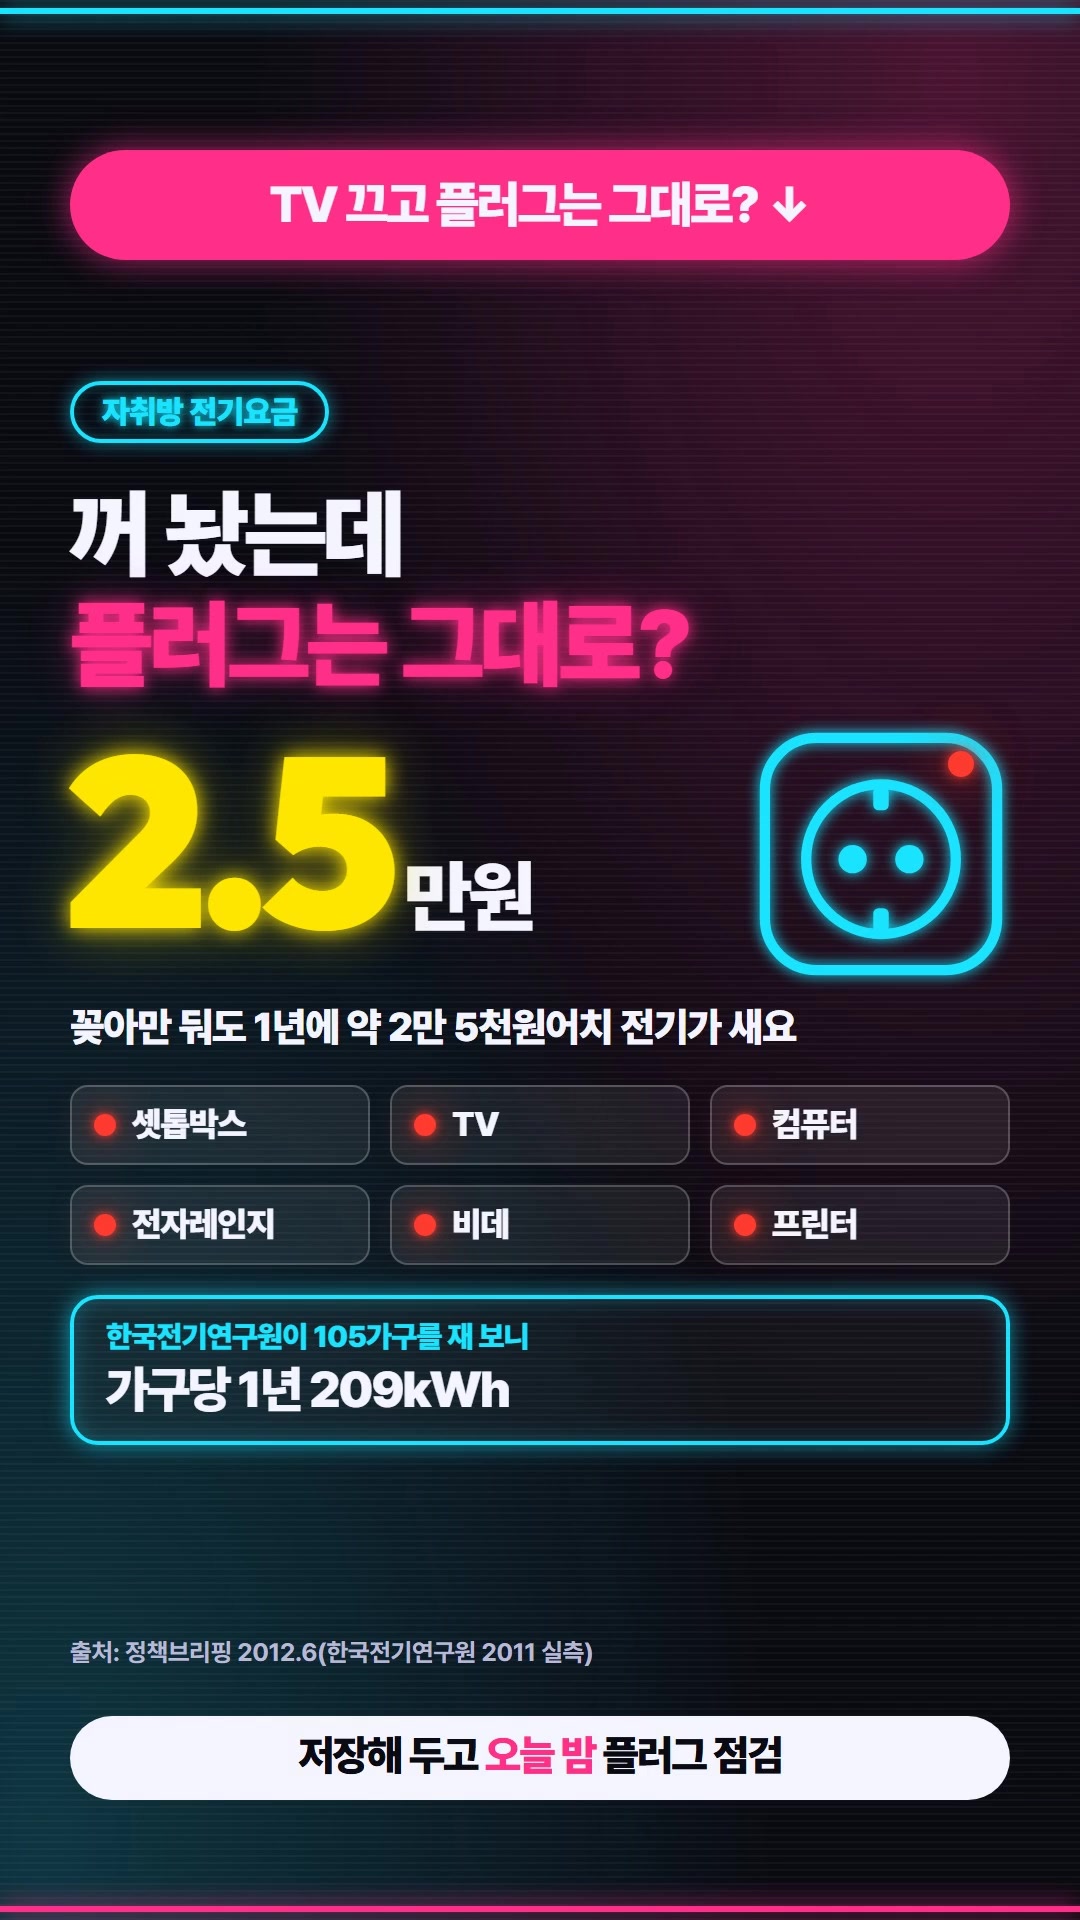 TV 끄고 플러그는 그대로? ↓
자취방 전기요금
꺼 놨는데
플러그는 그대로?
2.5만원
꽂아만 둬도 1년에 약 2만 5천원어치 전기가 새요
셋톱박스
TV
컴퓨터
전자레인지
비데
프린터
한국전기연구원이 105가구를 재 보니
가구당 1년 209kWh
출처: 정책브리핑 2012.6(한국전기연구원 2011 실측)
저장해 두고 오늘 밤 플러그 점검